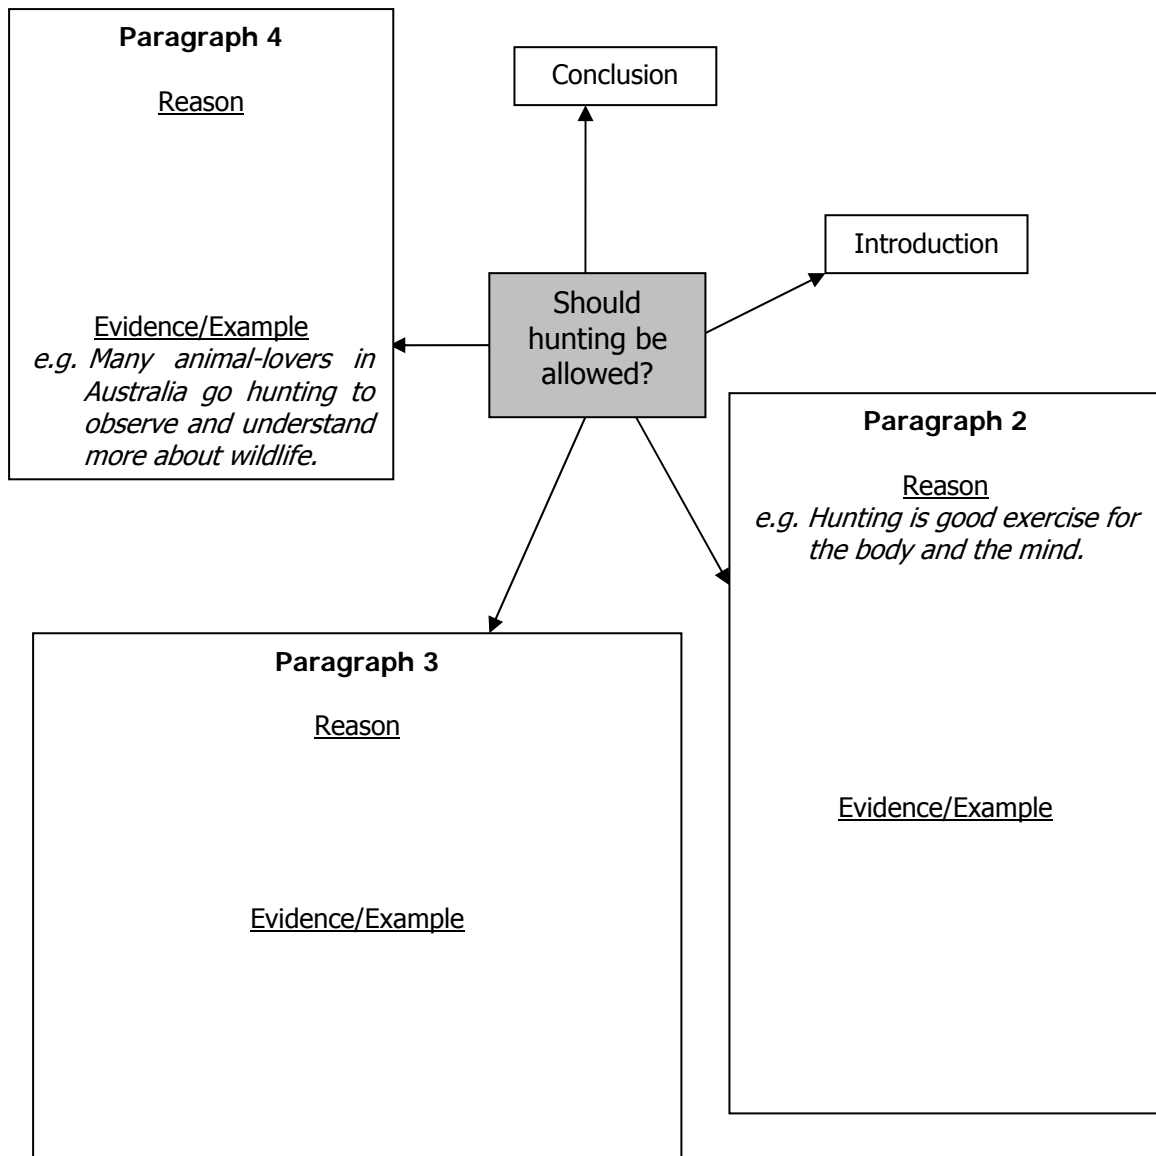 Paragraph 4
Reason
Evidence/Example
e.g. Many animal-lovers in
Australia go hunting to
observe and understand
more about wildlife.
Conclusion
Introduction
Should
hunting be
allowed?
Paragraph 2
Reason
e.g. Hunting is good exercise for
the body and the mind.
Evidence/Example
Paragraph 3
Reason
Evidence/Example